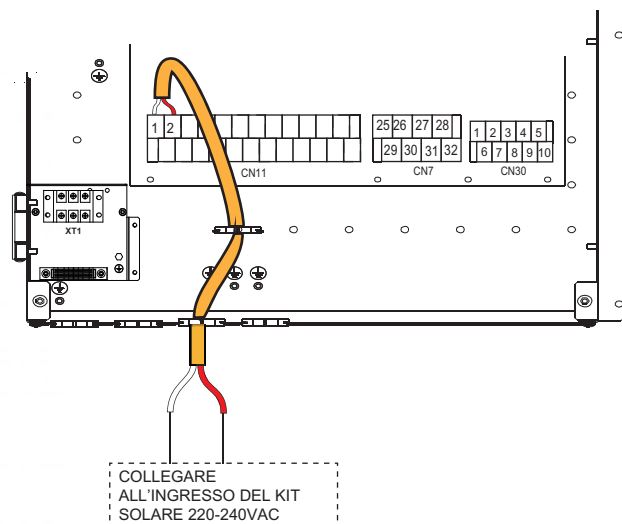 1 2
CN11
25 26 27 28
29 30 31 32
CN7
1 2 3 4 5
6 7 8 9 10
CN30
XT1
COLLEGARE
ALL'INGRESSO DEL KIT
SOLARE 220-240VAC